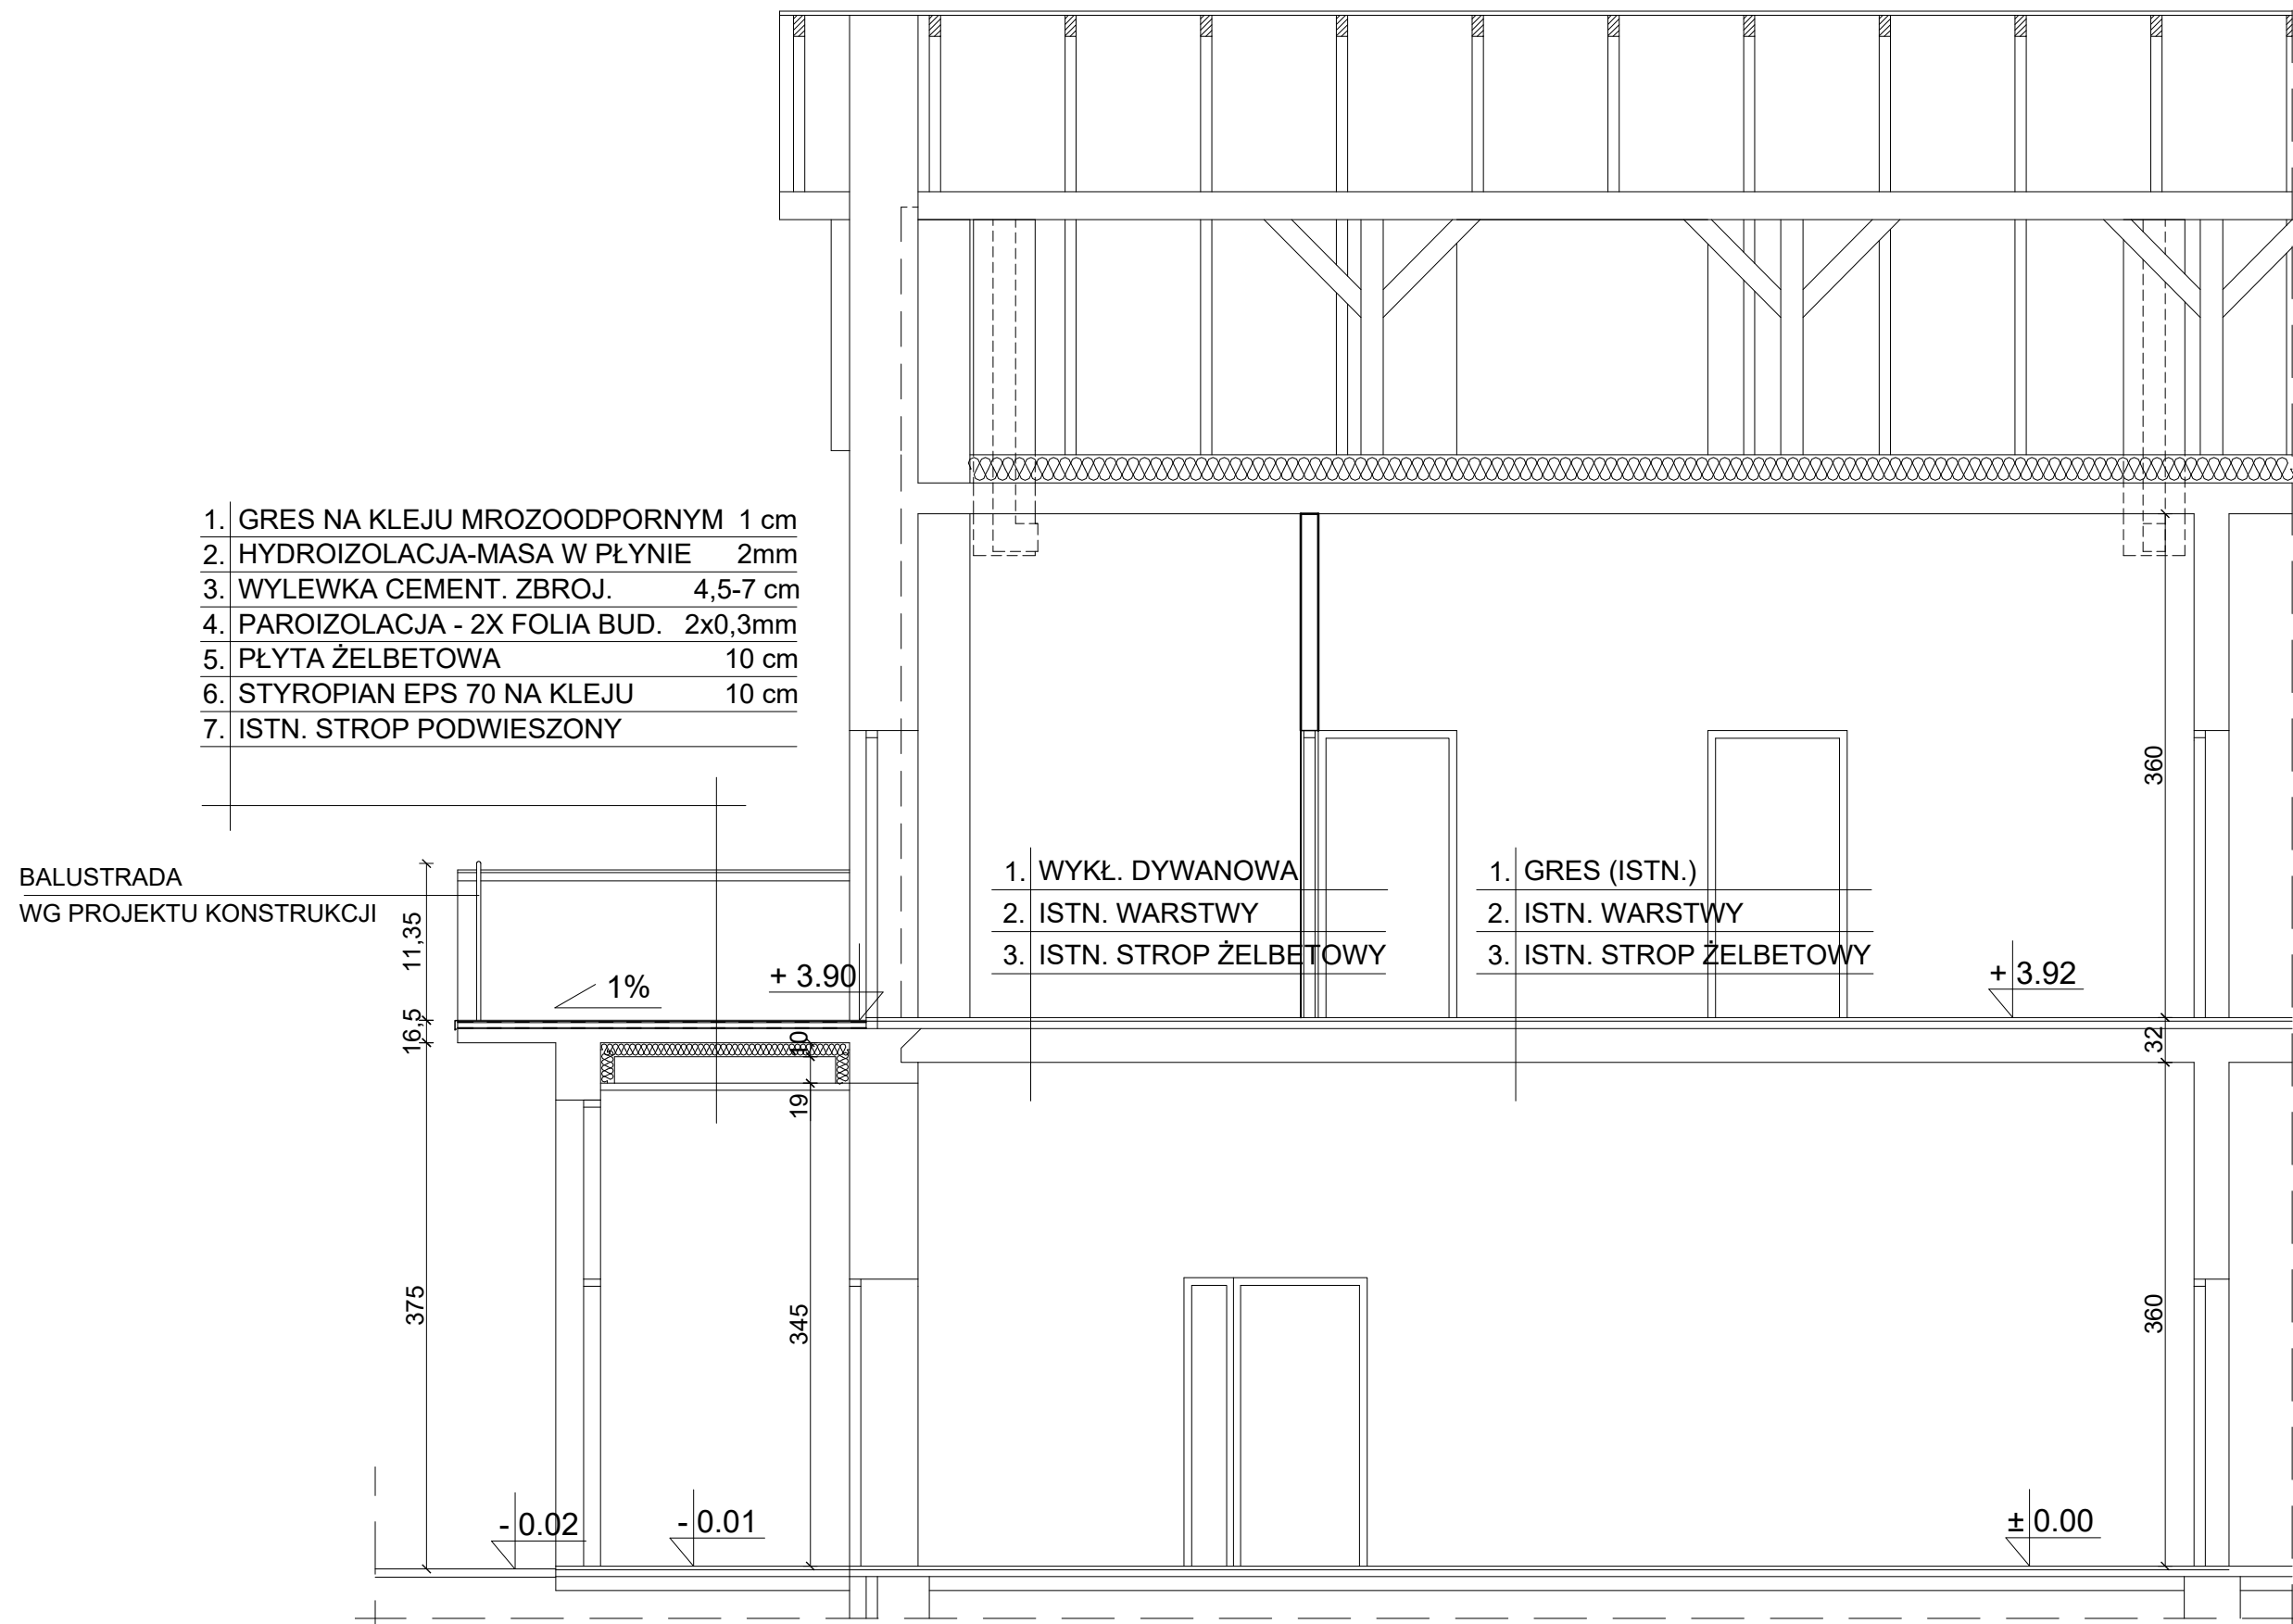 1. GRES NA KLEJU MROZOODPORNYM 1 cm
2. HYDROIZOLACJA-MASA W PŁYNIE 2mm
3. WYLEWKA CEMENT. ZBROJ. 4,5-7 cm
4. PAROIZOLACJA - 2X FOLIA BUD. 2x0,3mm
5. PŁYTA ŻELBETOWA 10 cm
6. STYROPIAN EPS 70 NA KLEJU 10 cm
7. ISTN. STROP PODWIESZONY
BALUSTRADA
WG PROJEKTU KONSTRUKCJI
11,35
16,5
375
1%
+ 3.90
10
19
345
1. WYKŁ. DYWANOWA
2. ISTN. WARSTWY
3. ISTN. STROP ŻELBETOWY
1. GRES (ISTN.)
2. ISTN. WARSTWY
3. ISTN. STROP ŻELBETOWY
+ 3.92
360
32
360
- 0.02
- 0.01
± 0.00